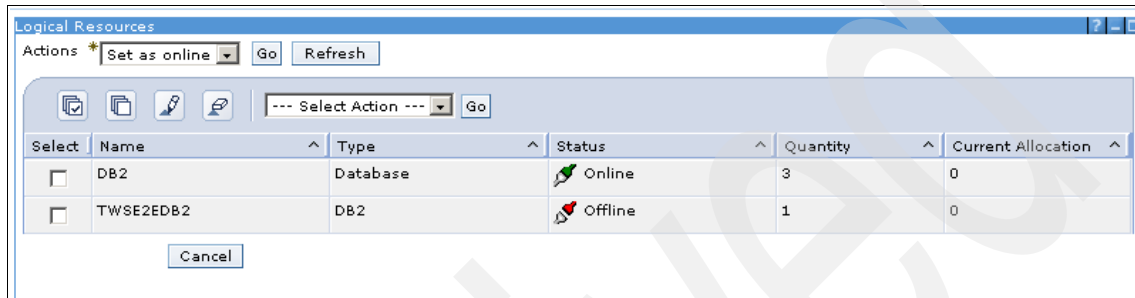 ogical Resources ?
Actions * Set as online Go Refresh
--- Select Action --- Go
Select Name Type Status Quantity Current Allocation
DB2 Database Online 3 0
TWSE2EDB2 DB2 Offline 1 0
Cancel